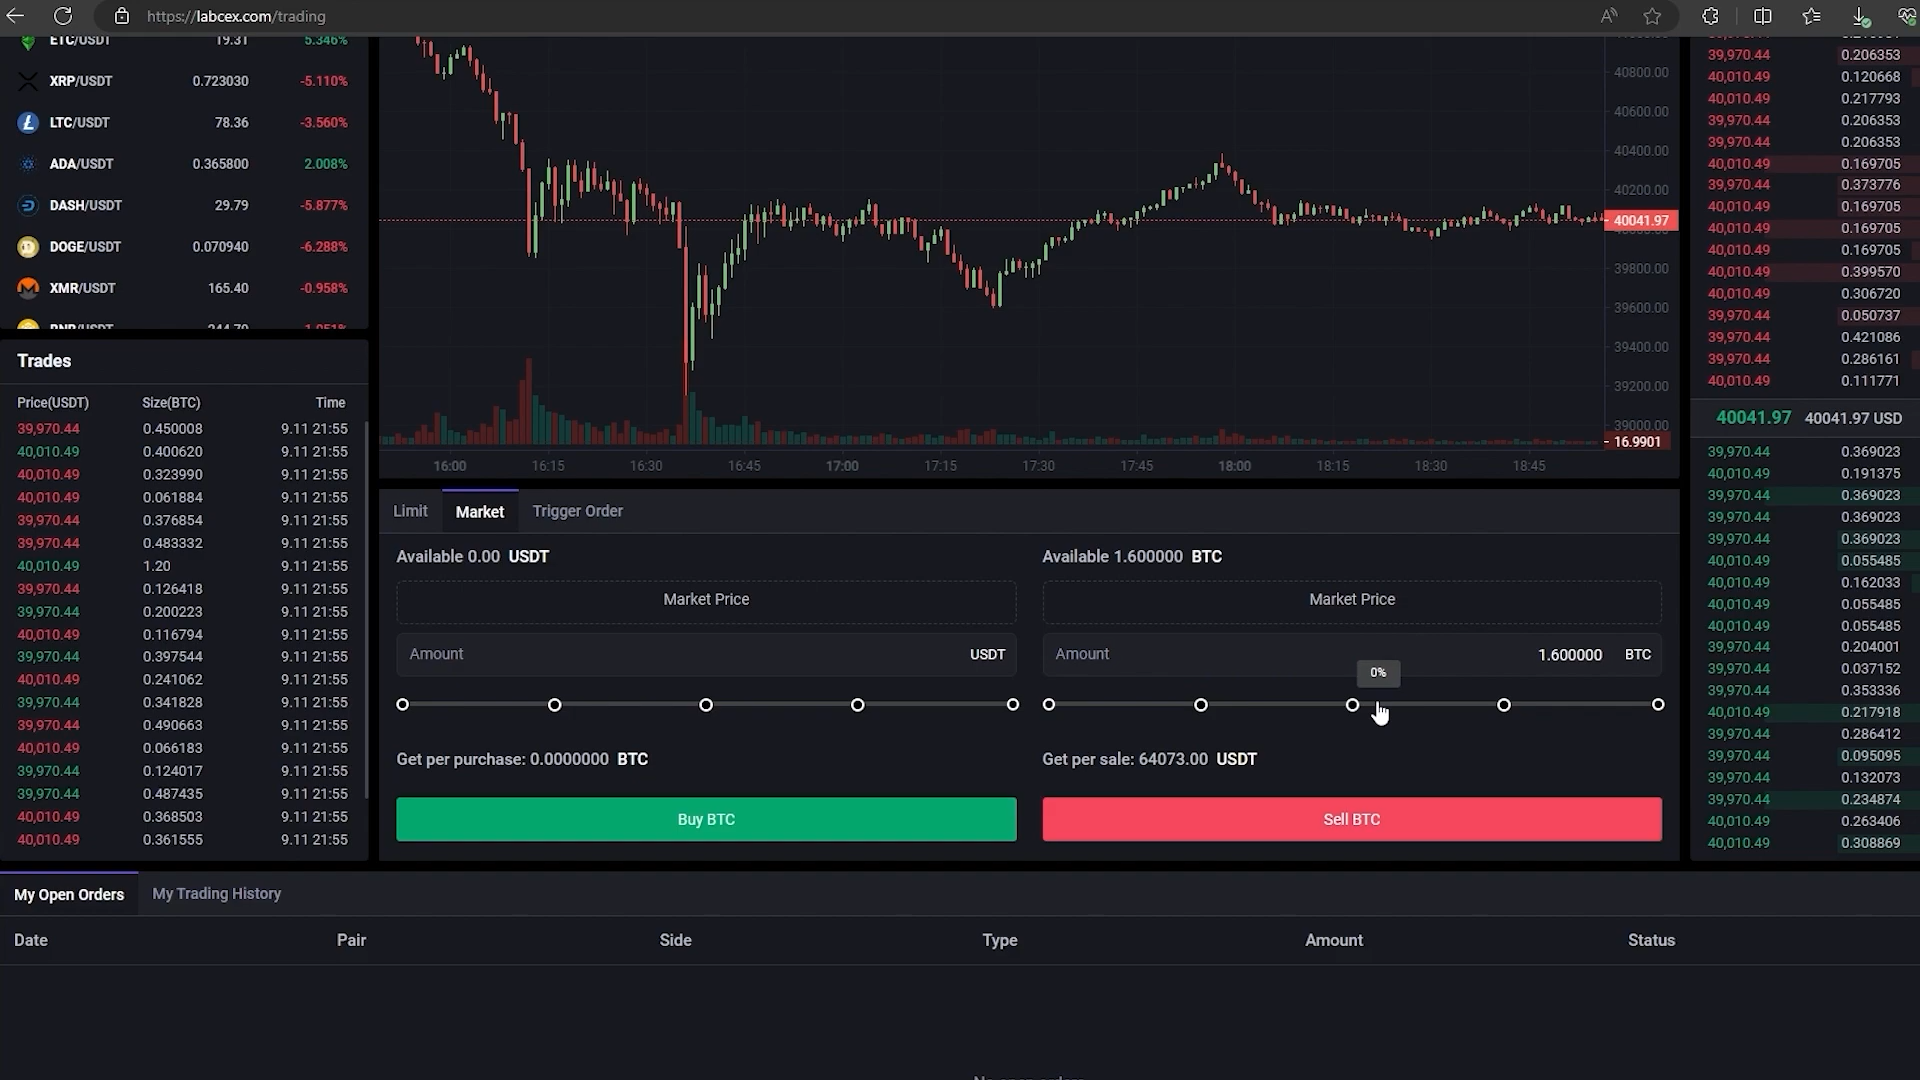 https://labcex.com/trading
ETC/USDT 19.31 5.346%
XRP/USDT 0.723030 -5.110%
LTC/USDT 78.36 -3.560%
ADA/USDT 0.365800 2.008%
DASH/USDT 29.79 -5.877%
DOGE/USDT 0.070940 -6.288%
XMR/USDT 165.40 -0.958%
BNB/USDT 244.79 -1.951%
Trades
Price(USDT) Size(BTC) Time
39,970.44 0.450008 9.11 21:55
40,010.49 0.400620 9.11 21:55
39,970.44 0.323990 9.11 21:55
40,010.49 0.061884 9.11 21:55
39,970.44 0.376854 9.11 21:55
39,970.44 0.483332 9.11 21:55
40,010.49 1.20 9.11 21:55
39,970.44 0.126418 9.11 21:55
39,970.44 0.200223 9.11 21:55
40,010.49 0.116794 9.11 21:55
39,970.44 0.397544 9.11 21:55
40,010.49 0.241062 9.11 21:55
39,970.44 0.341828 9.11 21:55
39,970.44 0.490663 9.11 21:55
40,010.49 0.066183 9.11 21:55
39,970.44 0.124017 9.11 21:55
39,970.44 0.487435 9.11 21:55
40,010.49 0.368503 9.11 21:55
40,010.49 0.361555 9.11 21:55
40800.00
40600.00
40400.00
40200.00
40041.97
39800.00
39600.00
39400.00
39200.00
39000.00
16.9901
16:00 16:15 16:30 16:45 17:00 17:15 17:30 17:45 18:00 18:15 18:30 18:45
Limit Market Trigger Order
Available 0.00 USDT
Market Price
Amount USDT
Get per purchase: 0.0000000 BTC
Buy BTC
Available 1.600000 BTC
Market Price
Amount 1.600000 BTC
0%
Get per sale: 64073.00 USDT
Sell BTC
39,970.44 0.206353
40,010.49 0.120668
40,010.49 0.217793
39,970.44 0.206353
39,970.44 0.206353
40,010.49 0.169705
39,970.44 0.373776
40,010.49 0.169705
40,010.49 0.169705
40,010.49 0.169705
40,010.49 0.399570
40,010.49 0.306720
39,970.44 0.050737
39,970.44 0.421086
39,970.44 0.286161
40,010.49 0.111771
40041.97 40041.97 USD
39,970.44 0.369023
40,010.49 0.191375
39,970.44 0.369023
39,970.44 0.369023
39,970.44 0.369023
40,010.49 0.055485
40,010.49 0.162033
40,010.49 0.055485
40,010.49 0.055485
39,970.44 0.204001
39,970.44 0.037152
39,970.44 0.353336
40,010.49 0.217918
39,970.44 0.286412
39,970.44 0.095095
39,970.44 0.132073
39,970.44 0.234874
40,010.49 0.263406
40,010.49 0.308869
My Open Orders My Trading History
Date Pair Side Type Amount Status